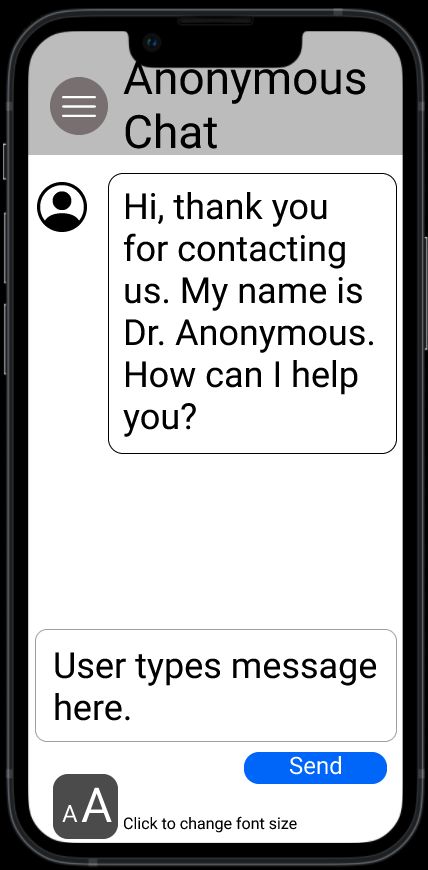 Anonymous
Chat
Hi, thank you
for contacting
us. My name is
Dr. Anonymous.
How can I help
you?
User types message
here.
Send
AA Click to change font size